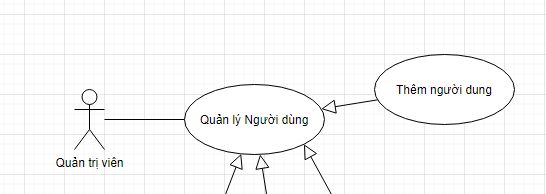 Thêm người dung
Quản lý Người dùng
Quản trị viên